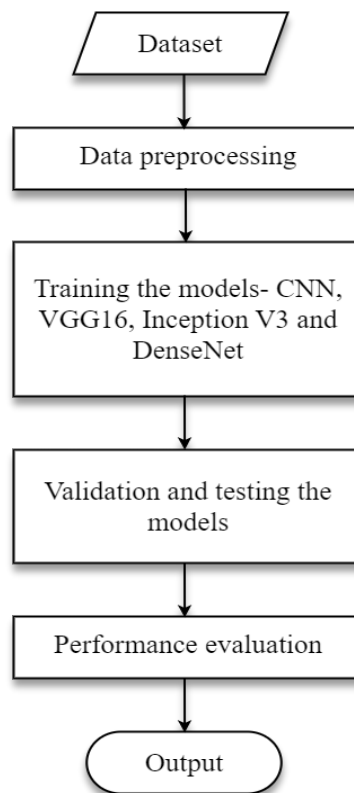 Dataset
Data preprocessing
Training the models- CNN,
VGG16, Inception V3 and
DenseNet
Validation and testing the
models
Performance evaluation
Output